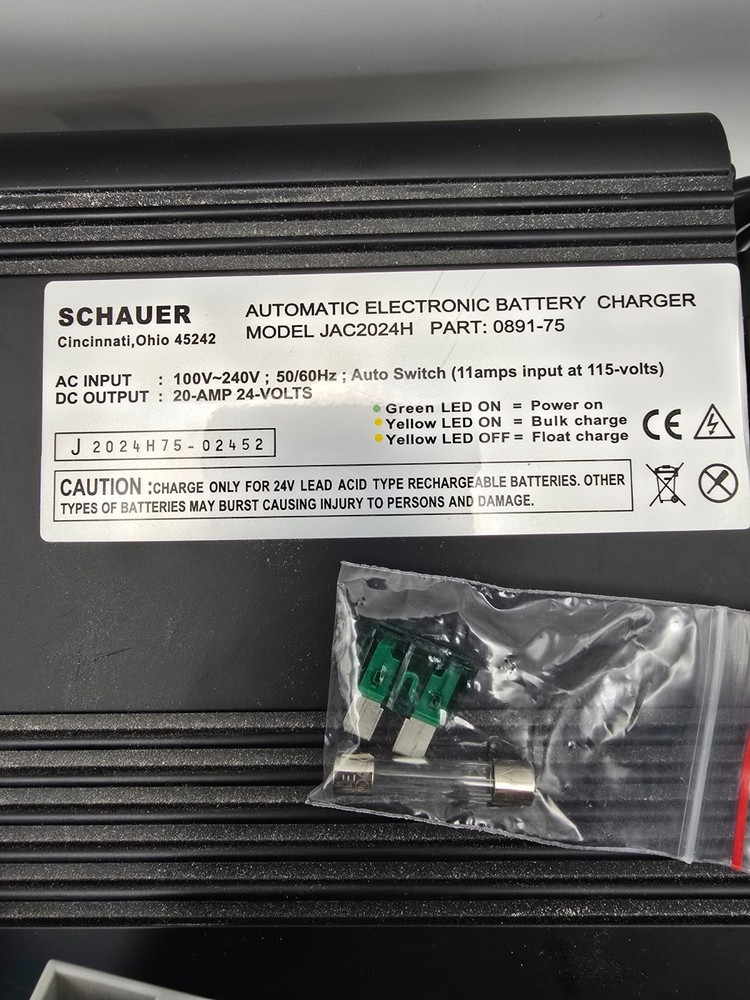 SCHAUER
Cincinnati,Ohio 45242
AUTOMATIC ELECTRONIC BATTERY CHARGER
MODEL JAC2024H PART: 0891-75
AC INPUT : 100V~240V ; 50/60Hz ; Auto Switch (11amps input at 115-volts)
DC OUTPUT : 20-AMP 24-VOLTS
Green LED ON = Power on
Yellow LED ON = Bulk charge
Yellow LED OFF = Float charge
J 2024H75-02452
CE
CAUTION :CHARGE ONLY FOR 24V LEAD ACID TYPE RECHARGEABLE BATTERIES. OTHER
TYPES OF BATTERIES MAY BURST CAUSING INJURY TO PERSONS AND DAMAGE.